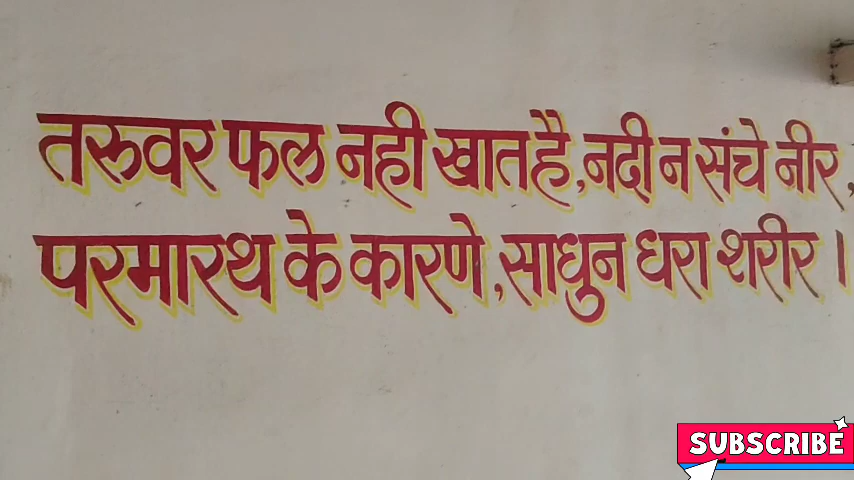 तरूवर फल नही खात है, नदी न संचे नीर,
परमारथ के कारणे, साधुन धरा शरीर ।
SUBSCRIBE